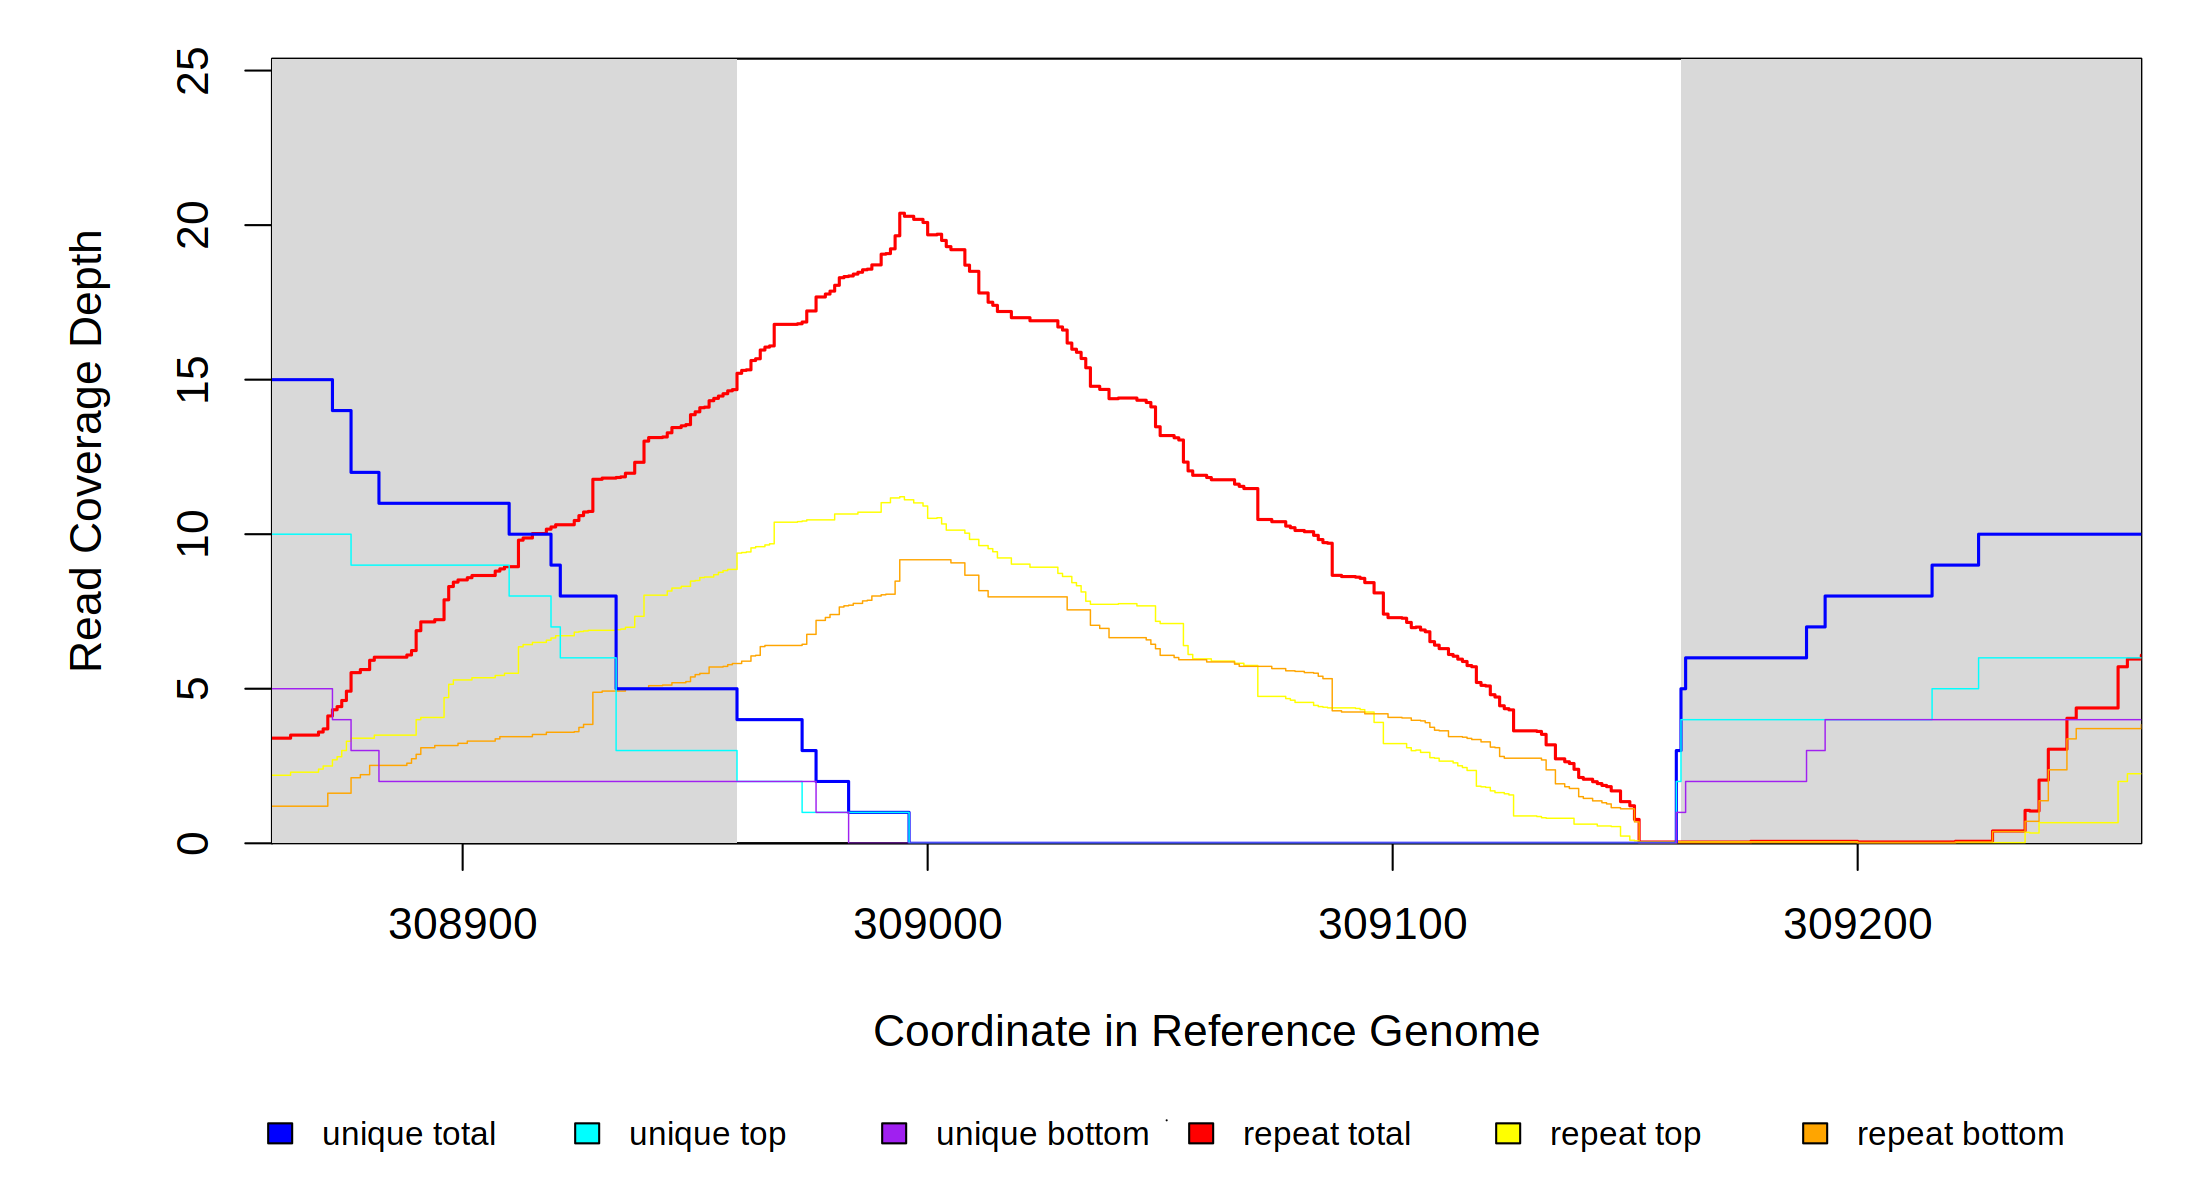 25
20
15
10
5
0
Read Coverage Depth
308900 309000 309100 309200
Coordinate in Reference Genome
unique total unique top unique bottom repeat total repeat top repeat bottom